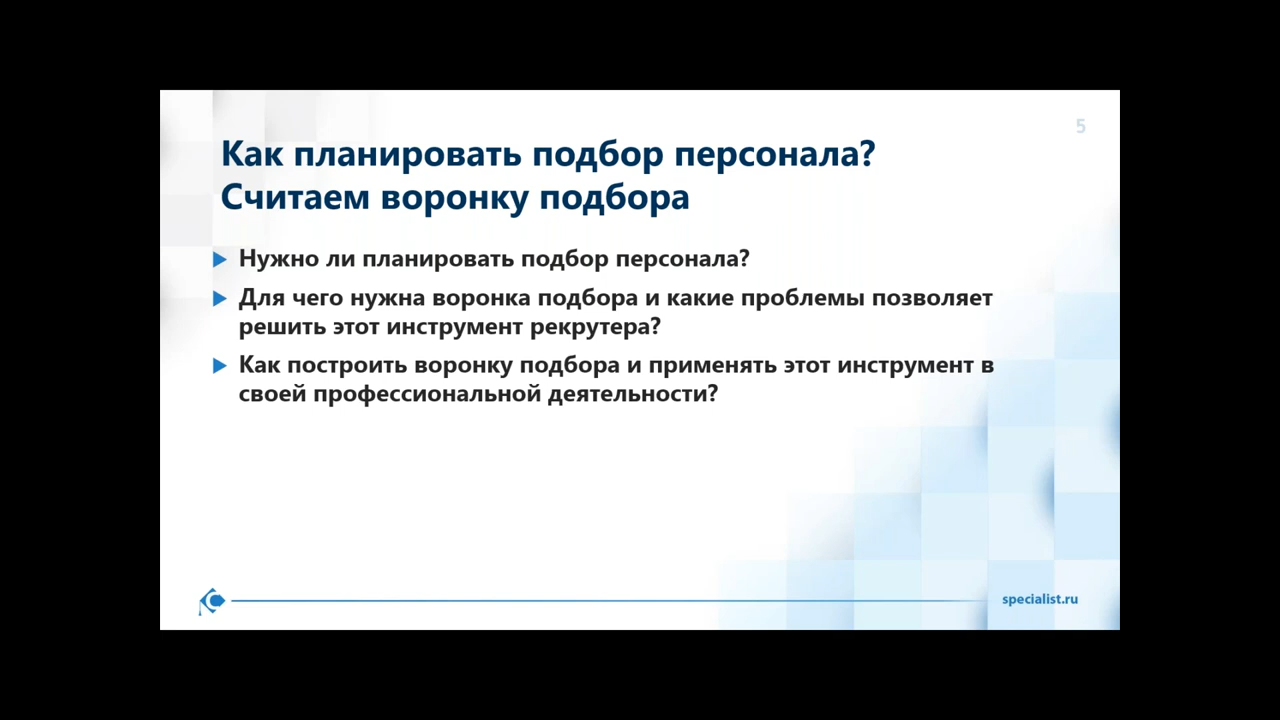 5
Как планировать подбор персонала?
Считаем воронку подбора
Нужно ли планировать подбор персонала?
Для чего нужна воронка подбора и какие проблемы позволяет
решить этот инструмент рекрутера?
Как построить воронку подбора и применять этот инструмент в
своей профессиональной деятельности?
specialist.ru